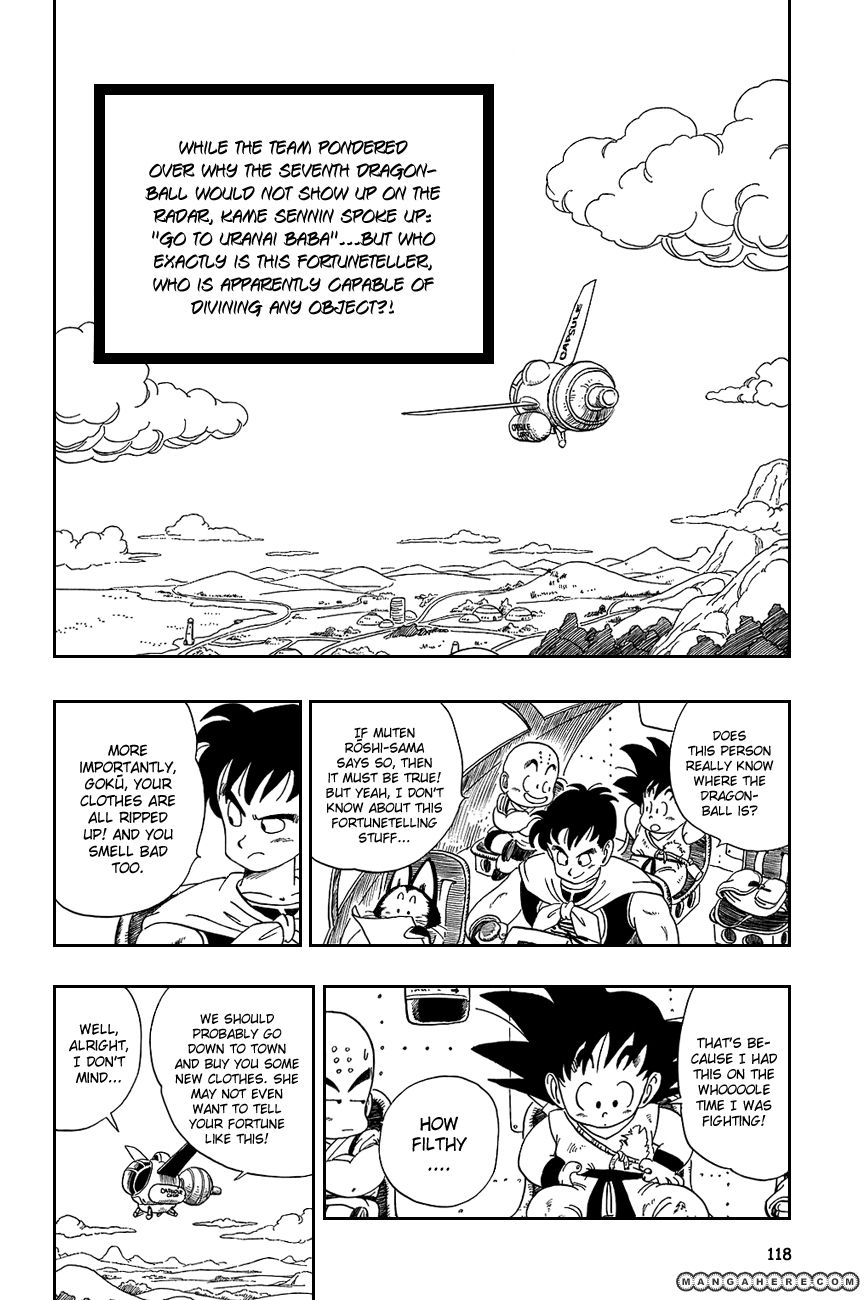 WHILE THE TEAM PONDERED
OVER WHY THE SEVENTH DRAGON-
BALL WOULD NOT SHOW UP ON THE
RADAR, KAME SENNIN SPOKE UP:
"GO TO URANAI BABA"...BUT WHO
EXACTLY IS THIS FORTUNETELLER,
WHO IS APPARENTLY CAPABLE OF
DIVINING ANY OBJECT?!
CAPSULE
CAPSULE
CORP.
DOES
THIS PERSON
REALLY KNOW
WHERE THE
DRAGON-
BALL IS?
IF MUTEN
RŌSHI-SAMA
SAYS SO, THEN
IT MUST BE TRUE!
BUT YEAH, I DON'T
KNOW ABOUT THIS
FORTUNETELLING
STUFF...
MORE
IMPORTANTLY,
GOKŪ, YOUR
CLOTHES ARE
ALL RIPPED
UP! AND YOU
SMELL BAD
TOO.
THAT'S BE-
CAUSE I HAD
THIS ON THE
WHOOOOLE
TIME I WAS
FIGHTING!
HOW
FILTHY
....
WE SHOULD
PROBABLY GO
DOWN TO TOWN
AND BUY YOU SOME
NEW CLOTHES. SHE
MAY NOT EVEN
WANT TO TELL
YOUR FORTUNE
LIKE THIS!
WELL,
ALRIGHT,
I DON'T
MIND...
118
MANGAHERE.COM